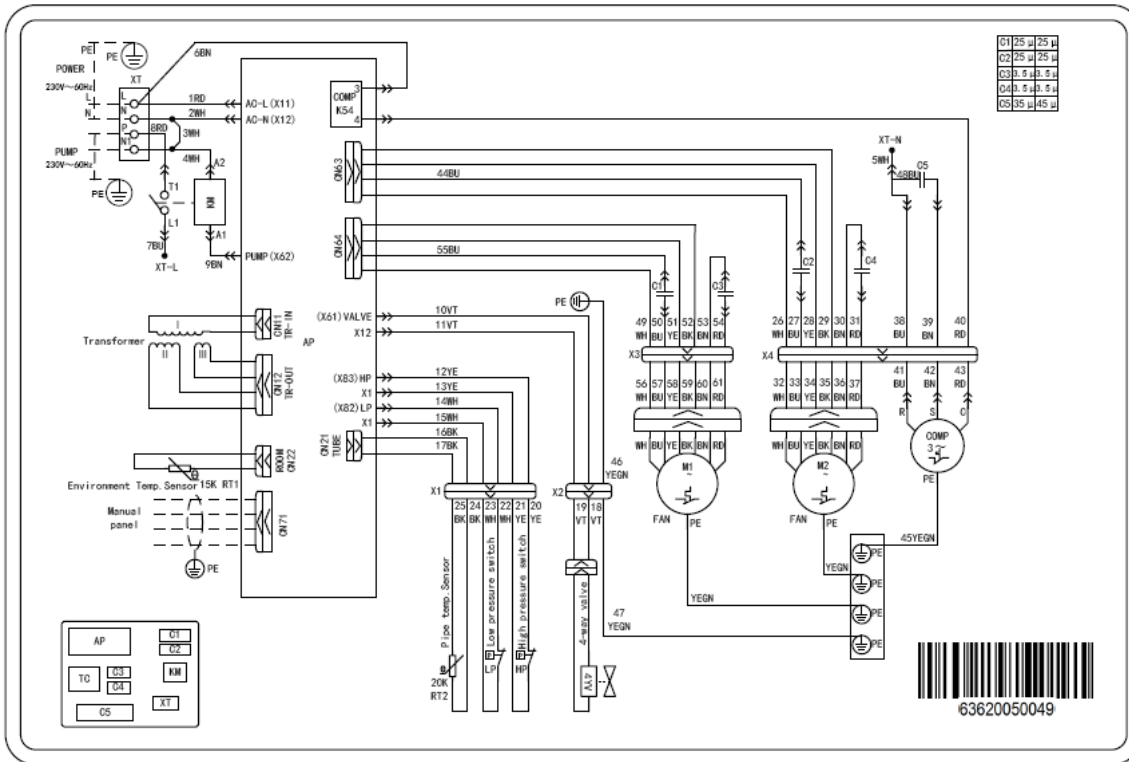 PE
PE
POWER
230V～60Hz
L
N
PUMP
230V～60Hz
PE
XT
L
N
P
N1
6BN
1RD
2WH
3WH
8RD
4WH
A2
T1
KM
L1
A1
7BU
XT-L
9BN
AC-L(X11)
AC-N(X12)
PUMP(X62)
COMP
K54
3
4
CN63
CN64
44BU
55BU
(X61)VALVE
X12
AP
10VT
11VT
(X83)HP
X1
(X82)LP
X1
12YE
13YE
14WH
15WH
16BK
17BK
CN21
TUBE
Transformer
I
II
III
CN11
TR-IN
CN12
TR-OUT
ROOM
CN22
Environment Temp.Sensor 15K RT1
θ
Manual
panel
CN71
PE
C1 25μ 25μ
C2 25μ 25μ
C3 3.5μ 3.5μ
C4 3.5μ 3.5μ
C5 35μ 45μ
XT-N
5WH
48BU
C5
C2
C4
C1
C3
PE
49 50 51 52 53 54
WH BU YE BK BN RD
X3
56 57 58 59 60 61
WH BU YE BK BN RD
WH BU YE BK BN RD
M1
～
FAN
PE
26 27 28 29 30 31
WH BU YE BK BN RD
X4
32 33 34 35 36 37
WH BU YE BK BN RD
WH BU YE BK BN RD
M2
～
FAN
PE
38 39 40
BU BN RD
41 42 43
BU BN RD
R S C
COMP
3～
PE
45YEGN
YEGN
YEGN
PE
PE
PE
PE
46
YEGN
47
YEGN
X1
25 24 23 22 21 20
BK BK WH WH YE YE
X2
19 18
VT VT
Pipe temp.Sensor
Low pressure switch
High pressure switch
4-way valve
θ
20K
RT2
P
LP
P
HP
4YV
AP
C1
C2
TC
C3
C4
KM
XT
C5
63620050049